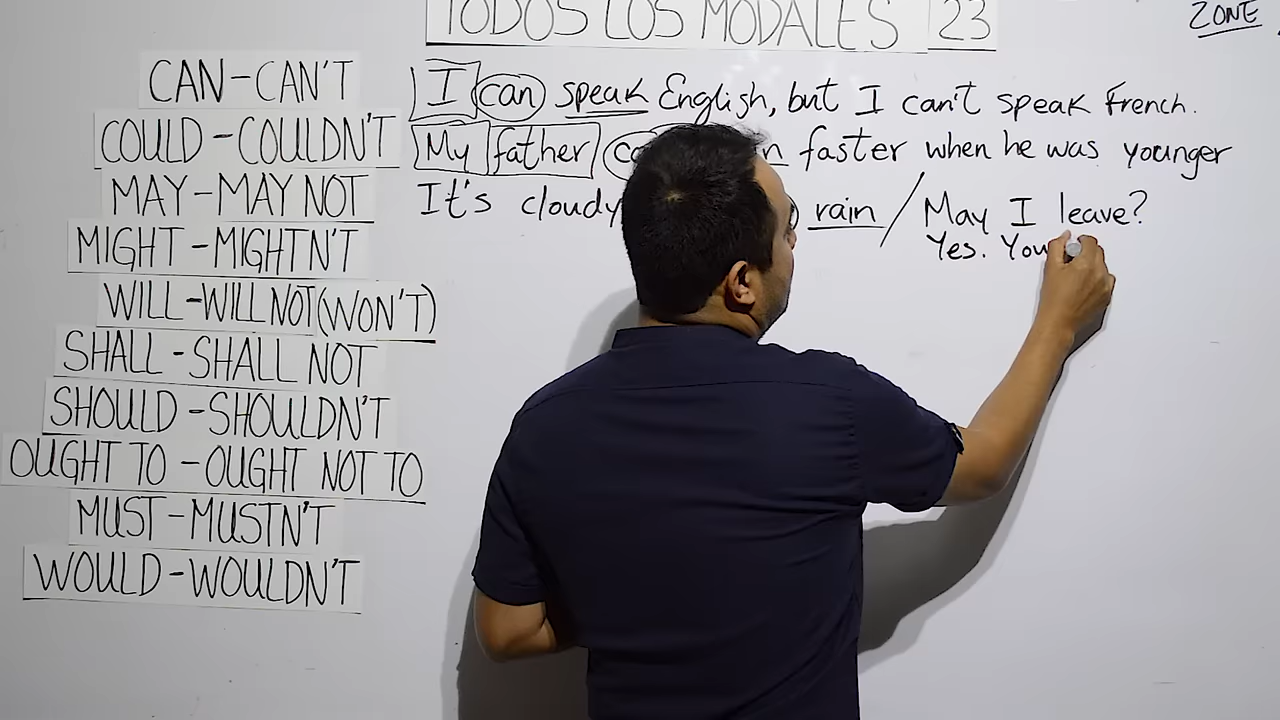 TODOS LOS MODALES 23
ZONE
CAN-CAN'T
COULD-COULDN'T
MAY-MAY NOT
MIGHT-MIGHTN'T
WILL-WILL NOT (WON'T)
SHALL-SHALL NOT
SHOULD-SHOULDN'T
OUGHT TO-OUGHT NOT TO
MUST-MUSTN'T
WOULD-WOULDN'T
I can speak English, but I can't speak French.
My father faster when he was younger
It's cloudy rain / May I leave?
Yes. You